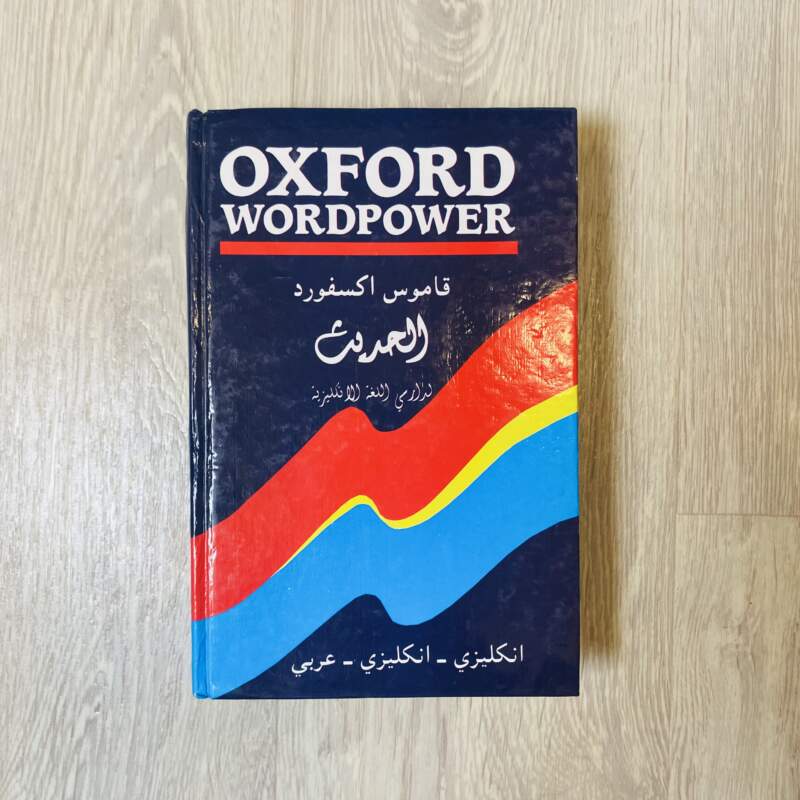 OXFORD
WORDPOWER
قاموس اكسفورد
الحديث
لدارسي اللغة الانكليزية
انكليزي - انكليزي - عربي